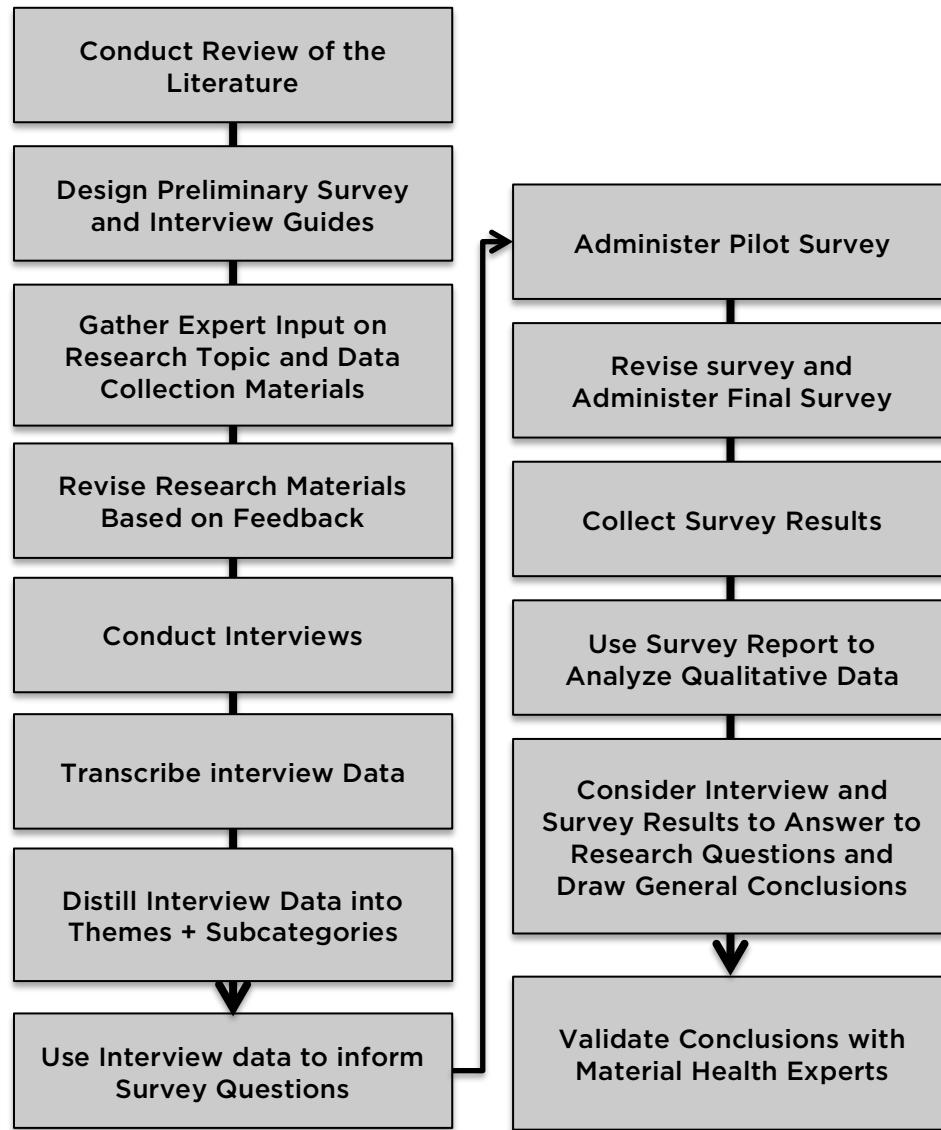 Conduct Review of the
Literature
Design Preliminary Survey
and Interview Guides
Gather Expert Input on
Research Topic and Data
Collection Materials
Revise Research Materials
Based on Feedback
Conduct Interviews
Transcribe interview Data
Distill Interview Data into
Themes + Subcategories
Use Interview data to inform
Survey Questions
Administer Pilot Survey
Revise survey and
Administer Final Survey
Collect Survey Results
Use Survey Report to
Analyze Qualitative Data
Consider Interview and
Survey Results to Answer to
Research Questions and
Draw General Conclusions
Validate Conclusions with
Material Health Experts